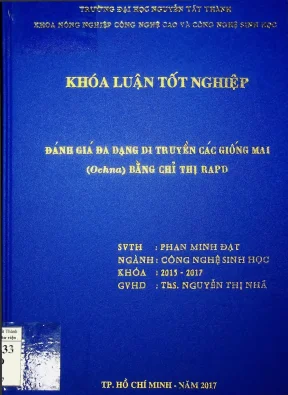 TRƯỜNG ĐẠI HỌC NGUYỄN TẤT THÀNH
KHOA NÔNG NGHIỆP CÔNG NGHỆ CAO VÀ CÔNG NGHỆ SINH HỌC
KHÓA LUẬN TỐT NGHIỆP
ĐÁNH GIÁ ĐA DẠNG DI TRUYỀN CÁC GIỐNG MAI
(Ochna) BẰNG CHỈ THỊ RAPD
SVTH : PHAN MINH ĐẠT
NGÀNH : CÔNG NGHỆ SINH HỌC
KHÓA : 2015 - 2017
GVHD : ThS. NGUYỄN THỊ NHÃ
33
TP. HỒ CHÍ MINH - NĂM 2017